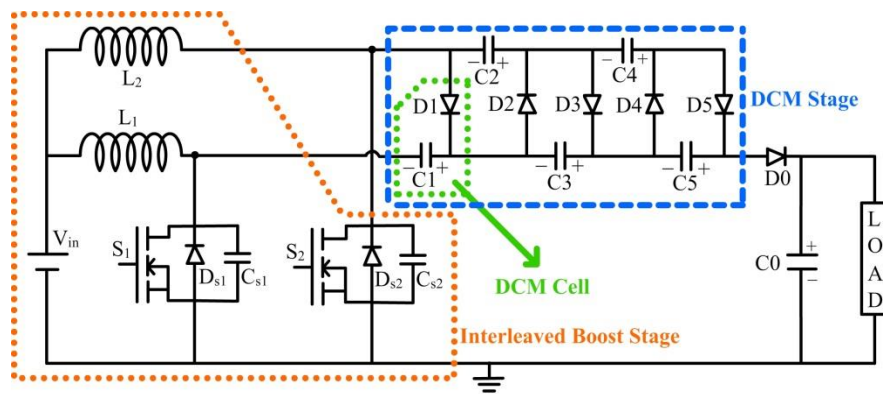 L2
− +
C2
− +
C4
D1
D2
D3
D4
D5
DCM Stage
L1
− +
C1
− +
C3
− +
C5
D0
Vin
S1
Ds1
Cs1
S2
Ds2
Cs2
DCM Cell
C0
+
−
LOAD
Interleaved Boost Stage